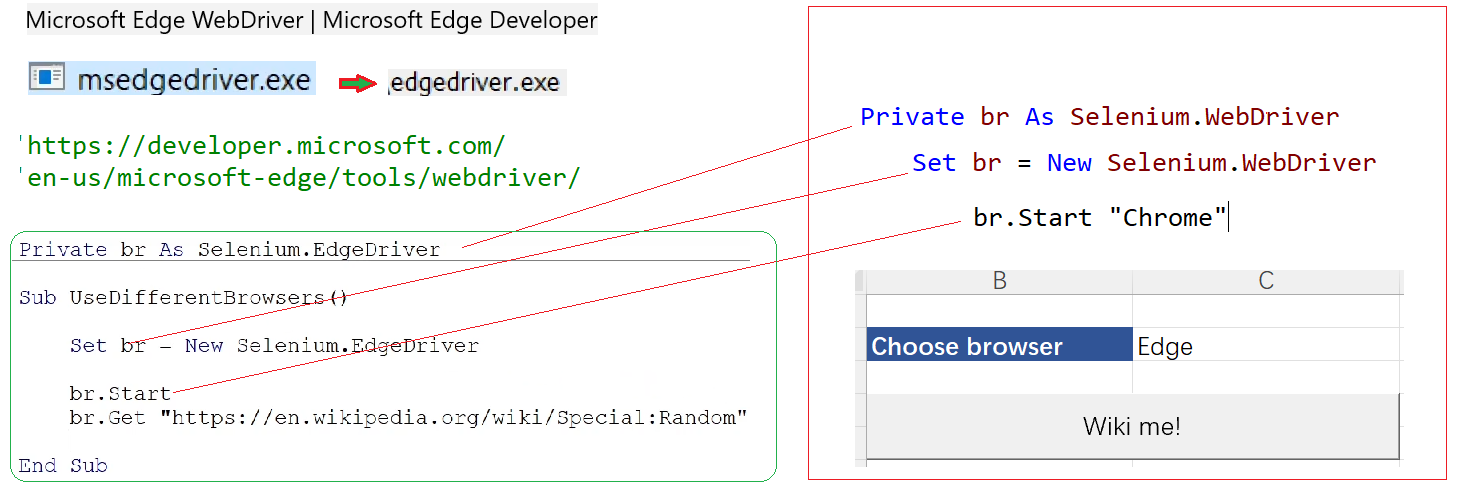 Microsoft Edge WebDriver | Microsoft Edge Developer
msedgedriver.exe
edgedriver.exe
'https://developer.microsoft.com/
'en-us/microsoft-edge/tools/webdriver/
Private br As Selenium.EdgeDriver
Sub UseDifferentBrowsers()
Set br = New Selenium.EdgeDriver
br.Start
br.Get "https://en.wikipedia.org/wiki/Special:Random"
End Sub
Private br As Selenium.WebDriver
Set br = New Selenium.WebDriver
br.Start "Chrome"
B C
Choose browser Edge
Wiki me!